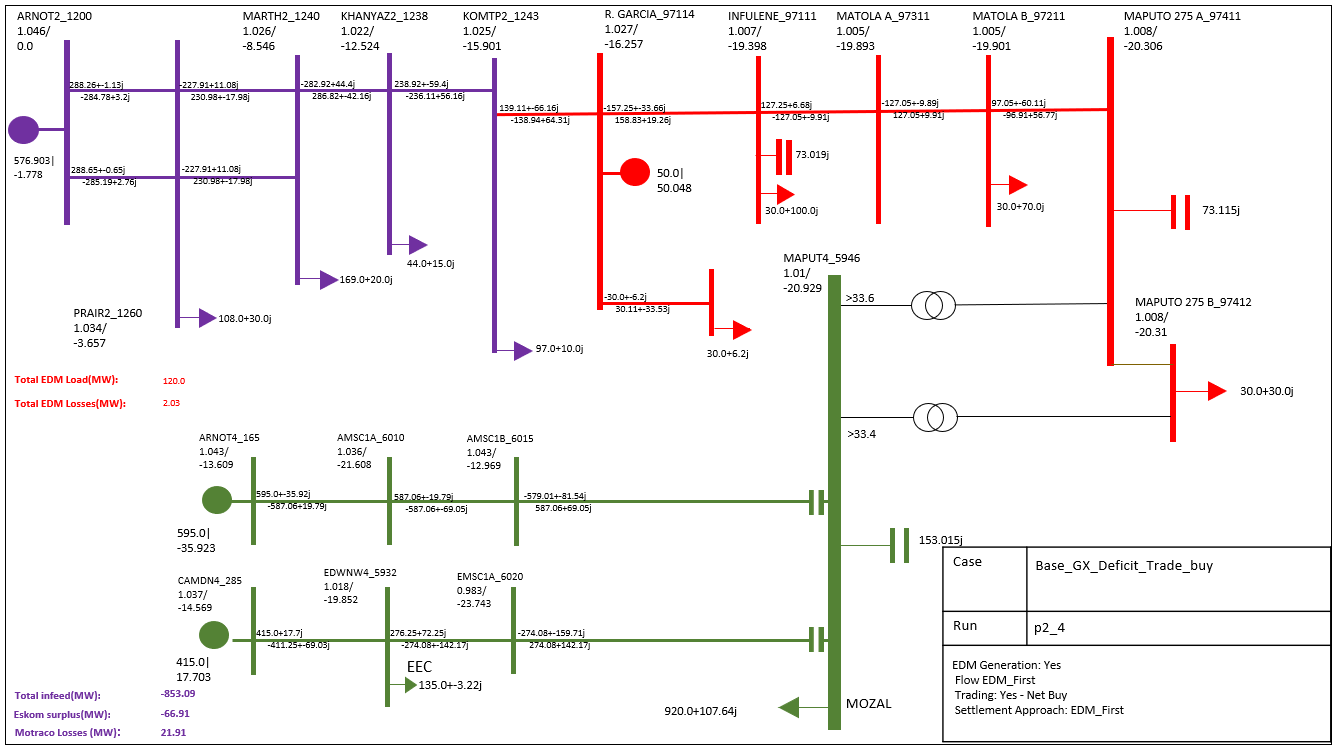 ARNOT2_1200
1.046/
0.0
MARTH2_1240
1.026/
-8.546
KHANYAZ2_1238
1.022/
-12.524
KOMTP2_1243
1.025/
-15.901
R. GARCIA_97114
1.027/
-16.257
INFULENE_97111
1.007/
-19.398
MATOLA A_97311
1.005/
-19.893
MATOLA B_97211
1.005/
-19.901
MAPUTO 275 A_97411
1.008/
-20.306
288.26+-1.13j
-284.78+3.2j
-227.91+11.08j
230.98+-17.98j
-282.92+44.4j
286.82+-42.16j
238.92+-59.4j
-236.11+56.16j
139.11+-66.16j
-138.94+64.31j
-157.25+-33.66j
158.83+19.26j
127.25+6.68j
-127.05+-9.91j
-127.05+-9.89j
127.05+9.91j
97.05+-60.11j
-96.91+56.77j
576.903|
-1.778
288.65+-0.65j
-285.19+2.76j
-227.91+11.08j
230.98+-17.98j
50.0|
50.048
73.019j
30.0+100.0j
30.0+70.0j
73.115j
44.0+15.0j
169.0+20.0j
MAPUT4_5946
1.01/
-20.929
>33.6
PRAIR2_1260
1.034/
-3.657
108.0+30.0j
97.0+10.0j
-30.0+-6.2j
30.11+-33.53j
30.0+6.2j
MAPUTO 275 B_97412
1.008/
-20.31
30.0+30.0j
>33.4
Total EDM Load(MW): 120.0
Total EDM Losses(MW): 2.03
ARNOT4_165
1.043/
-13.609
AMSC1A_6010
1.036/
-21.608
AMSC1B_6015
1.043/
-12.969
595.0+-35.92j
-587.06+19.79j
587.06+-19.79j
-587.06+-69.05j
-579.01+-81.54j
587.06+69.05j
595.0|
-35.923
153.015j
CAMDN4_285
1.037/
-14.569
EDWNW4_5932
1.018/
-19.852
EMSC1A_6020
0.983/
-23.743
415.0+17.7j
-411.25+-69.03j
276.25+72.25j
-274.08+-142.17j
-274.08+-159.71j
274.08+142.17j
415.0|
17.703
EEC
135.0+-3.22j
920.0+107.64j
MOZAL
Total infeed(MW): -853.09
Eskom surplus(MW): -66.91
Motraco Losses (MW): 21.91
Case Base_GX_Deficit_Trade_buy
Run p2_4
EDM Generation: Yes
Flow EDM_First
Trading: Yes - Net Buy
Settlement Approach: EDM_First